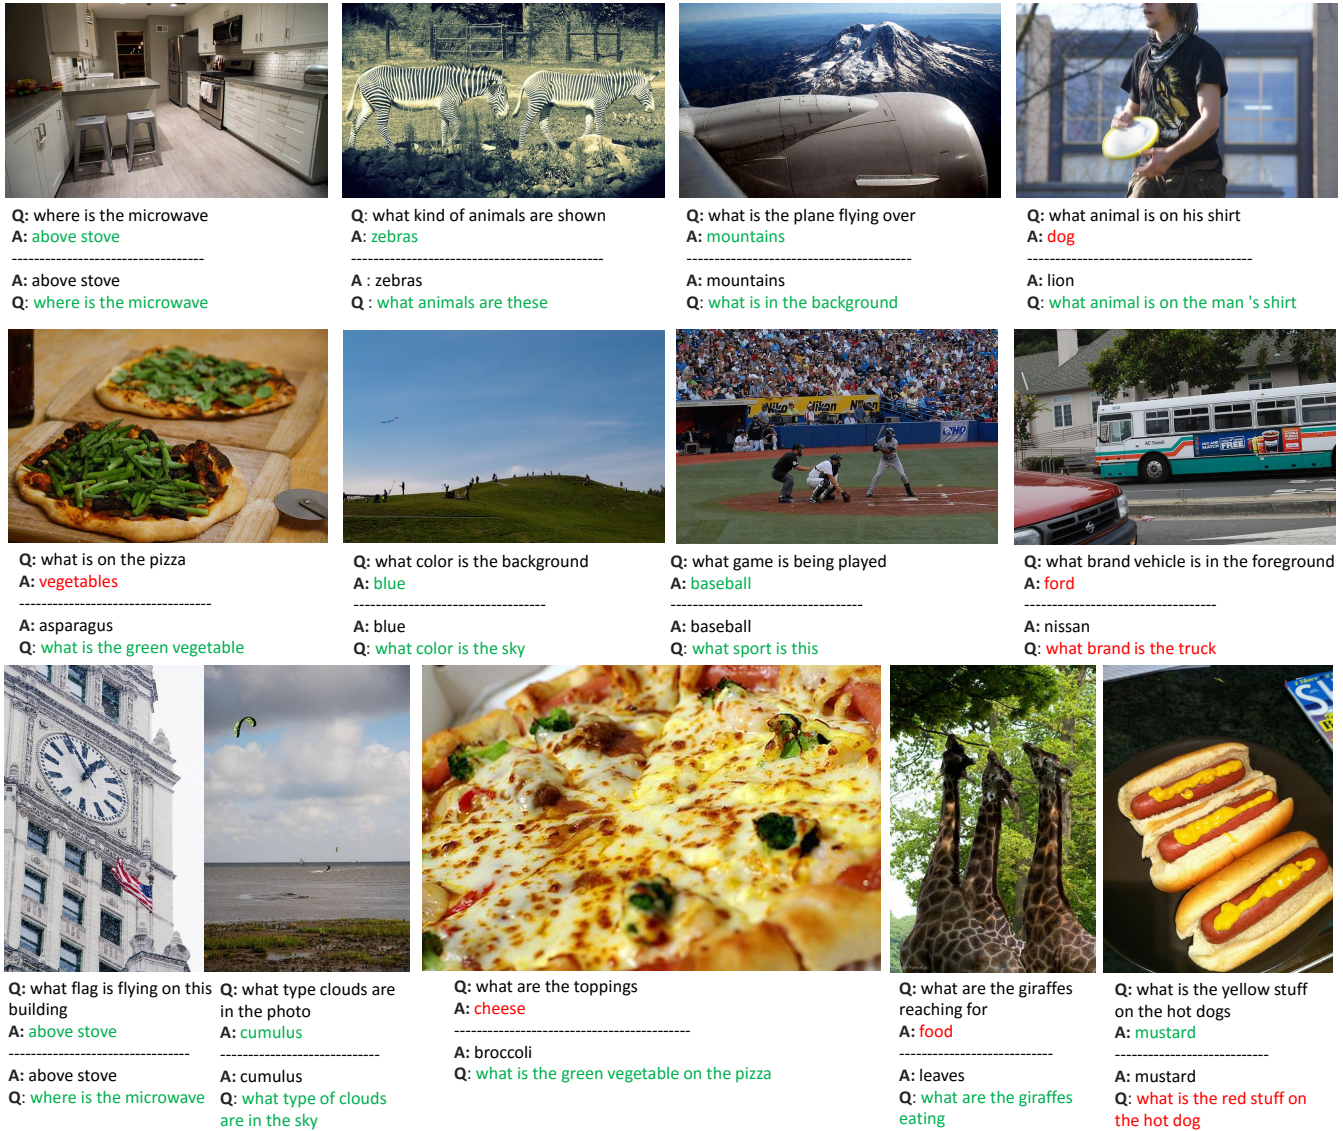 Q: where is the microwave
A: above stove
-----------------------------------
A: above stove
Q: where is the microwave
Q: what kind of animals are shown
A: zebras
----------------------------------------------
A : zebras
Q : what animals are these
Q: what is the plane flying over
A: mountains
----------------------------------------------
A: mountains
Q: what is in the background
Q: what animal is on his shirt
A: dog
-----------------------------------------
A: lion
Q: what animal is on the man 's shirt
Nikon
Nikon
HD
AC Transit
FREE
Q: what is on the pizza
A: vegetables
-----------------------------------
A: asparagus
Q: what is the green vegetable
Q: what color is the background
A: blue
-----------------------------------
A: blue
Q: what color is the sky
Q: what game is being played
A: baseball
-----------------------------------
A: baseball
Q: what sport is this
Q: what brand vehicle is in the foreground
A: ford
-----------------------------------
A: nissan
Q: what brand is the truck
Q: what flag is flying on this
building
A: above stove
---------------------------------
A: above stove
Q: where is the microwave
Q: what type clouds are
in the photo
A: cumulus
-----------------------------
A: cumulus
Q: what type of clouds
are in the sky
Q: what are the toppings
A: cheese
-------------------------------------------
A: broccoli
Q: what is the green vegetable on the pizza
Q: what are the giraffes
reaching for
A: food
----------------------------
A: leaves
Q: what are the giraffes
eating
Q: what is the yellow stuff
on the hot dogs
A: mustard
----------------------------
A: mustard
Q: what is the red stuff on
the hot dog